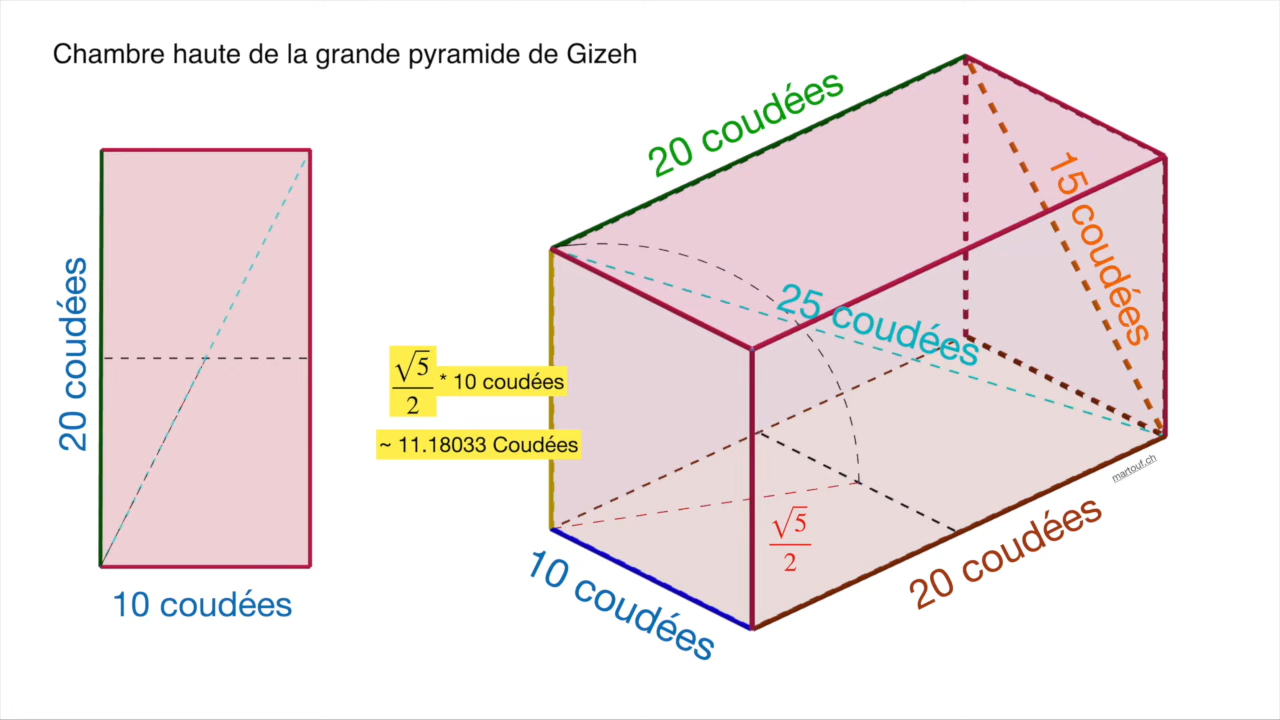 Chambre haute de la grande pyramide de Gizeh
20 coudées
10 coudées
20 coudées
15 coudées
25 coudées
√5/2 * 10 coudées
~ 11.18033 Coudées
√5/2
10 coudées
20 coudées
martouf.ch